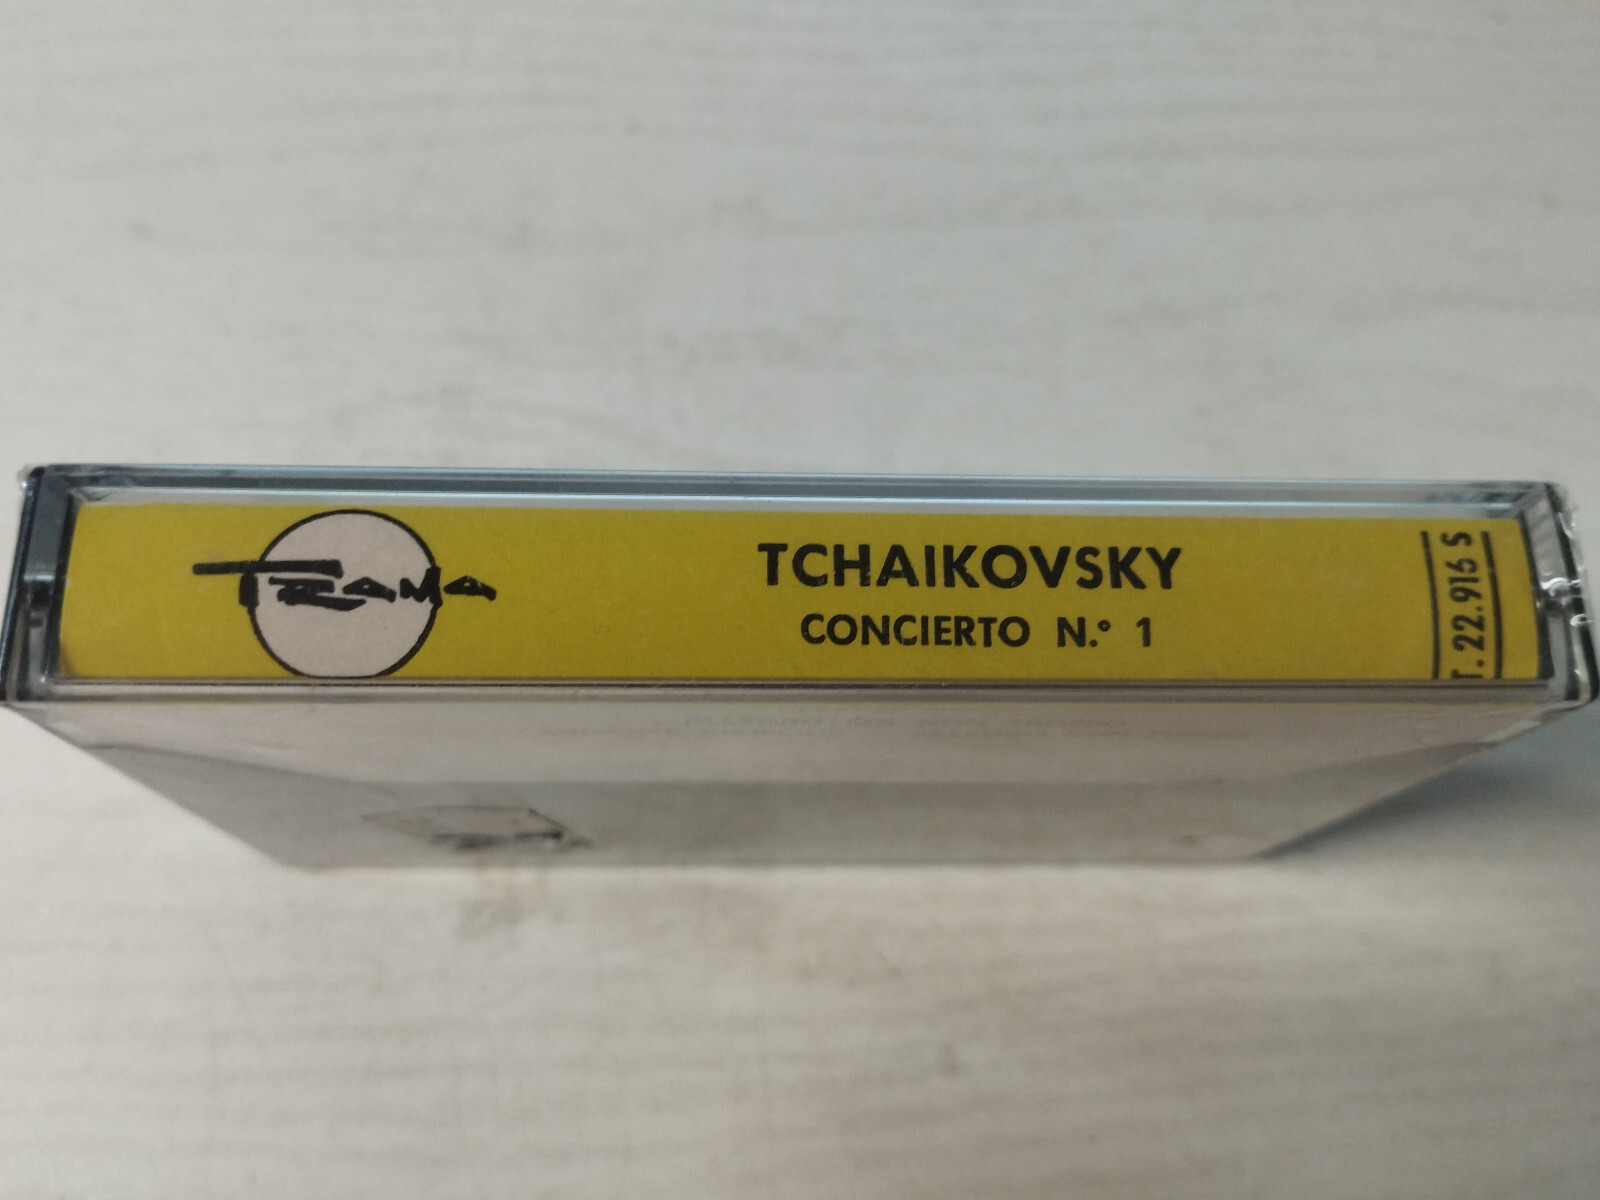 TRAMA
TCHAIKOVSKY
CONCIERTO N.º 1
T. 22.916 S